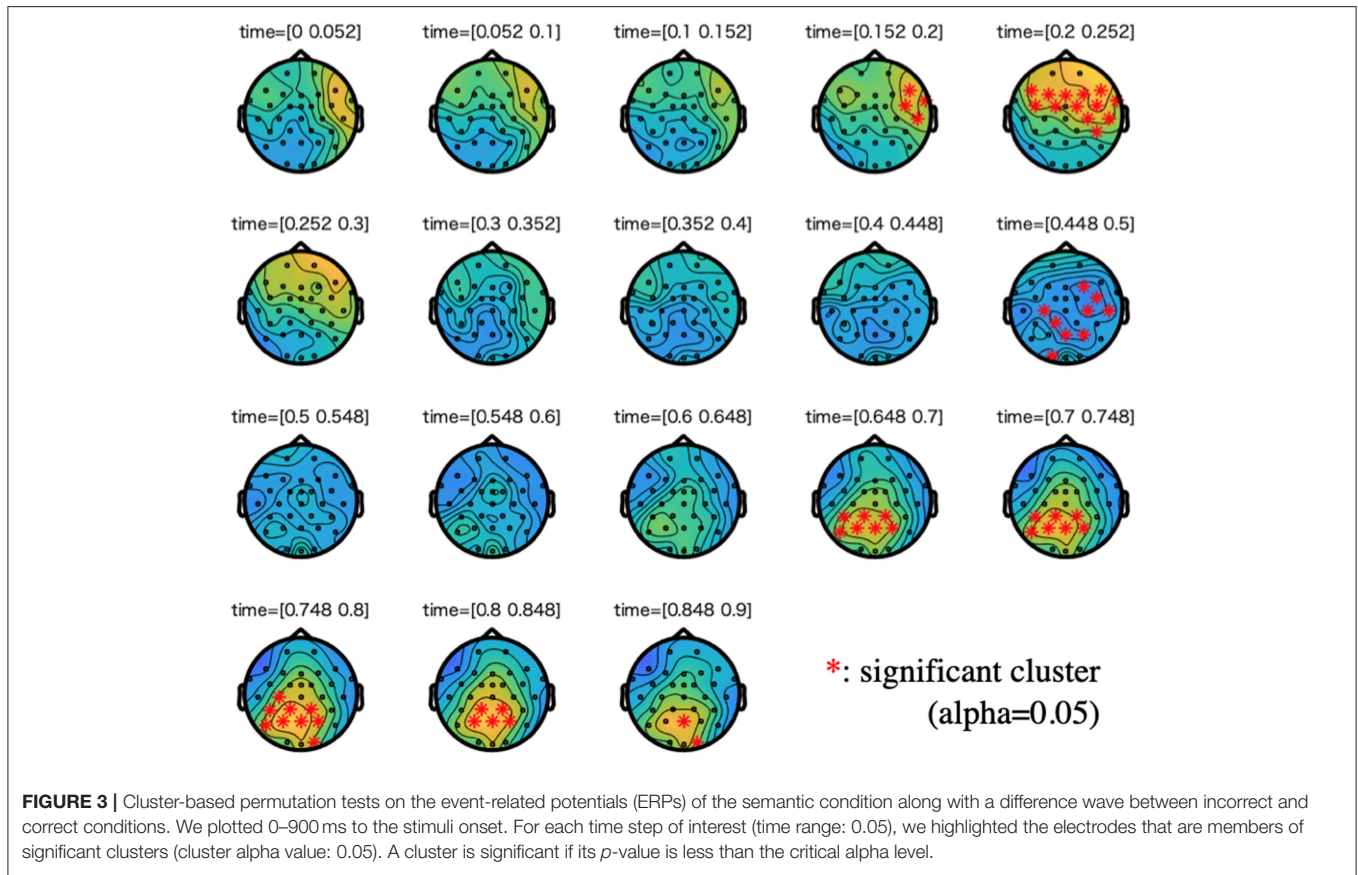 time=[0 0.052] time=[0.052 0.1] time=[0.1 0.152] time=[0.152 0.2] time=[0.2 0.252]
time=[0.252 0.3] time=[0.3 0.352] time=[0.352 0.4] time=[0.4 0.448] time=[0.448 0.5]
time=[0.5 0.548] time=[0.548 0.6] time=[0.6 0.648] time=[0.648 0.7] time=[0.7 0.748]
time=[0.748 0.8] time=[0.8 0.848] time=[0.848 0.9]
*: significant cluster
(alpha=0.05)
FIGURE 3 | Cluster-based permutation tests on the event-related potentials (ERPs) of the semantic condition along with a difference wave between incorrect and
correct conditions. We plotted 0–900 ms to the stimuli onset. For each time step of interest (time range: 0.05), we highlighted the electrodes that are members of
significant clusters (cluster alpha value: 0.05). A cluster is significant if its p-value is less than the critical alpha level.